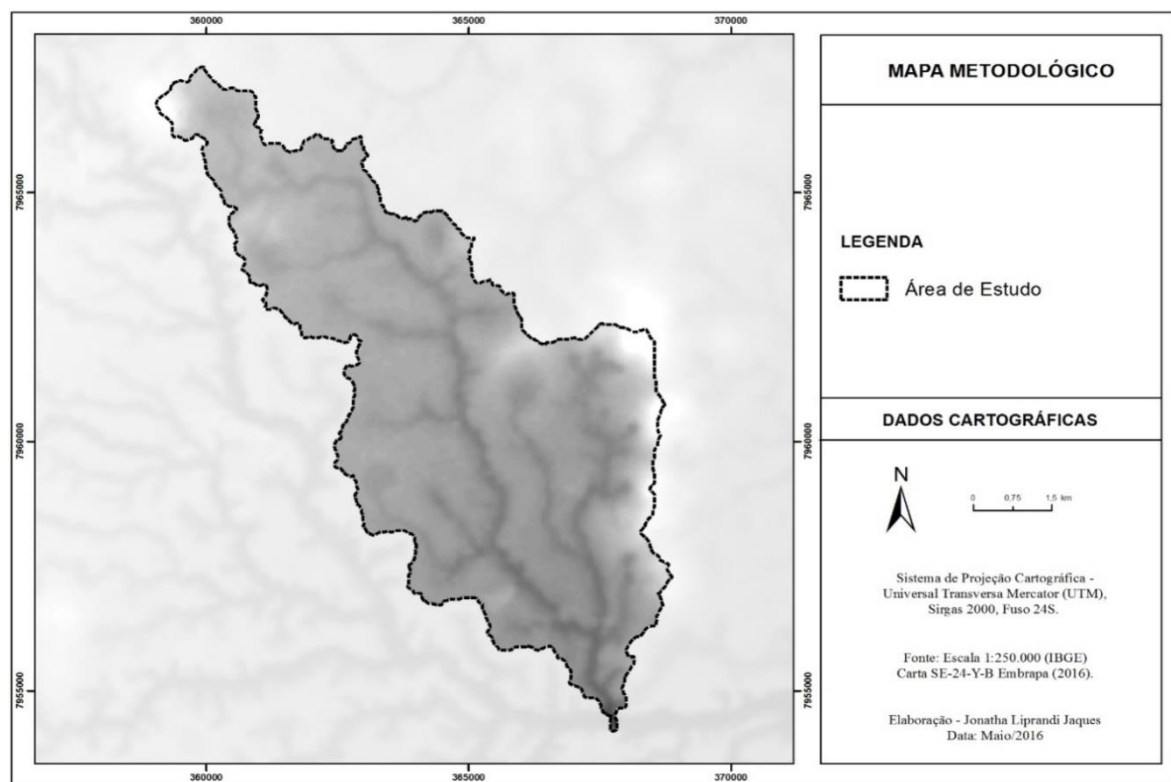 360000
365000
370000
7965000
7965000
7960000
7960000
7955000
7955000
360000
365000
370000
MAPA METODOLÓGICO
LEGENDA
Área de Estudo
DADOS CARTOGRÁFICAS
N
0 0,75 1,5 km
Sistema de Projeção Cartográfica -
Universal Transversa Mercator (UTM),
Sirgas 2000, Fuso 24S.
Fonte: Escala 1:250.000 (IBGE)
Carta SE-24-Y-B Embrapa (2016).
Elaboração - Jonatha Liprandi Jaques
Data: Maio/2016